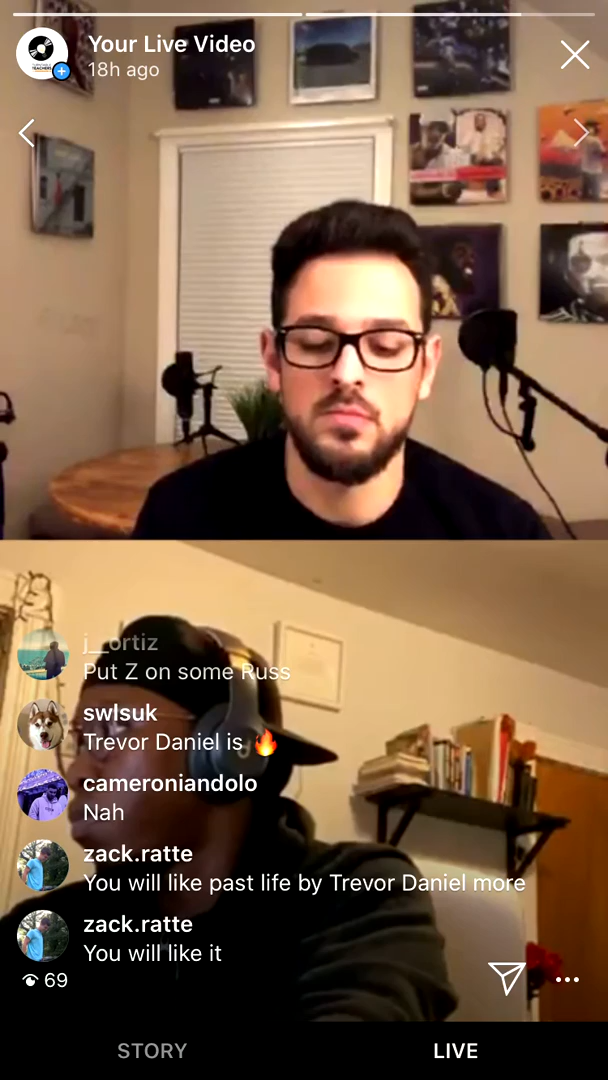 Your Live Video
18h ago
j__ortiz
Put Z on some Russ
swlsuk
Trevor Daniel is 🔥
cameroniandolo
Nah
zack.ratte
You will like past life by Trevor Daniel more
zack.ratte
You will like it
69
STORY
LIVE